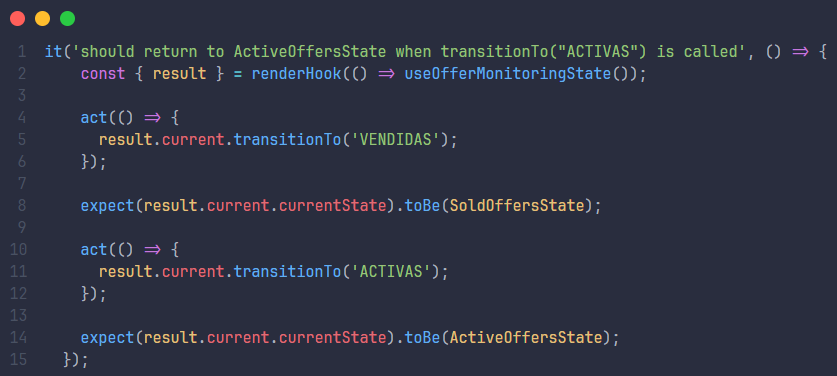 1 it('should return to ActiveOffersState when transitionTo("ACTIVAS") is called', () => {
2 const { result } = renderHook(() => useOfferMonitoringState());
3
4 act(() => {
5 result.current.transitionTo('VENDIDAS');
6 });
7
8 expect(result.current.currentState).toBe(SoldOffersState);
9
10 act(() => {
11 result.current.transitionTo('ACTIVAS');
12 });
13
14 expect(result.current.currentState).toBe(ActiveOffersState);
15 });